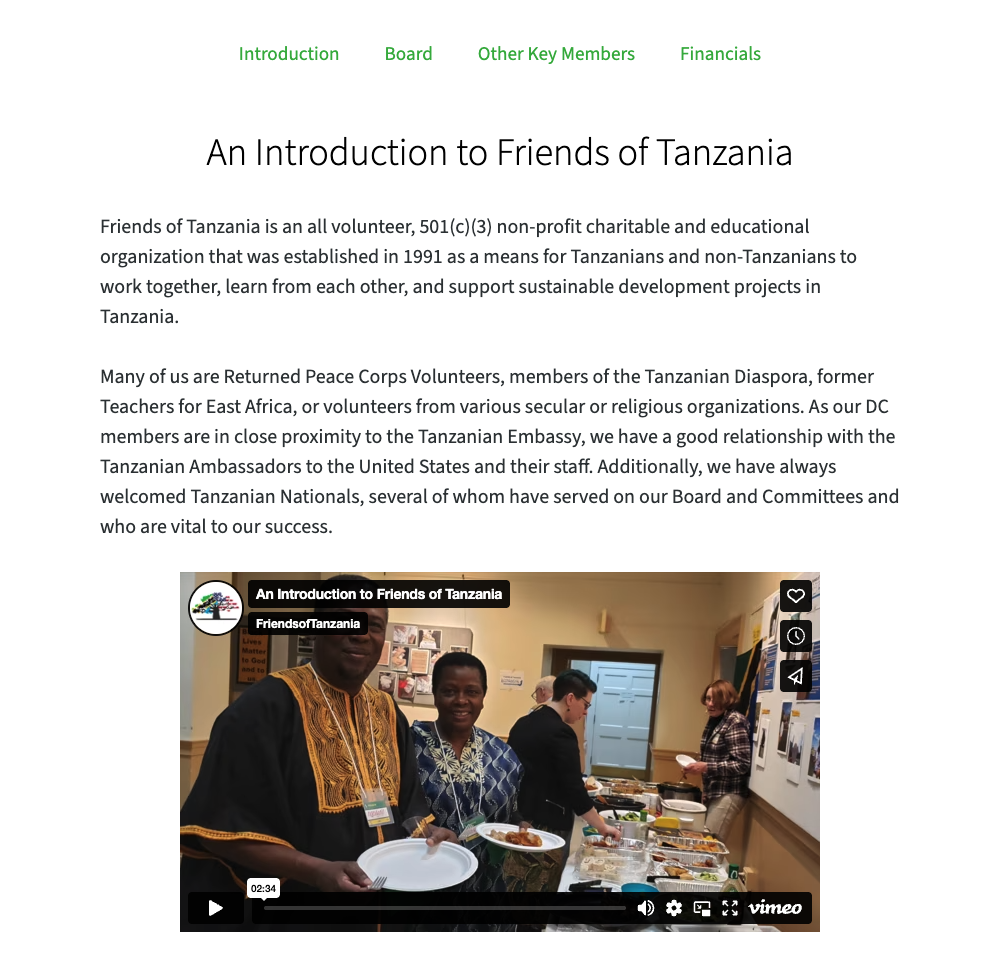 Introduction Board Other Key Members Financials
An Introduction to Friends of Tanzania
Friends of Tanzania is an all volunteer, 501(c)(3) non-profit charitable and educational
organization that was established in 1991 as a means for Tanzanians and non-Tanzanians to
work together, learn from each other, and support sustainable development projects in
Tanzania.
Many of us are Returned Peace Corps Volunteers, members of the Tanzanian Diaspora, former
Teachers for East Africa, or volunteers from various secular or religious organizations. As our DC
members are in close proximity to the Tanzanian Embassy, we have a good relationship with the
Tanzanian Ambassadors to the United States and their staff. Additionally, we have always
welcomed Tanzanian Nationals, several of whom have served on our Board and Committees and
who are vital to our success.
An Introduction to Friends of Tanzania
FriendsofTanzania
Lives
Matter
to God
and to
us
02:34
vimeo